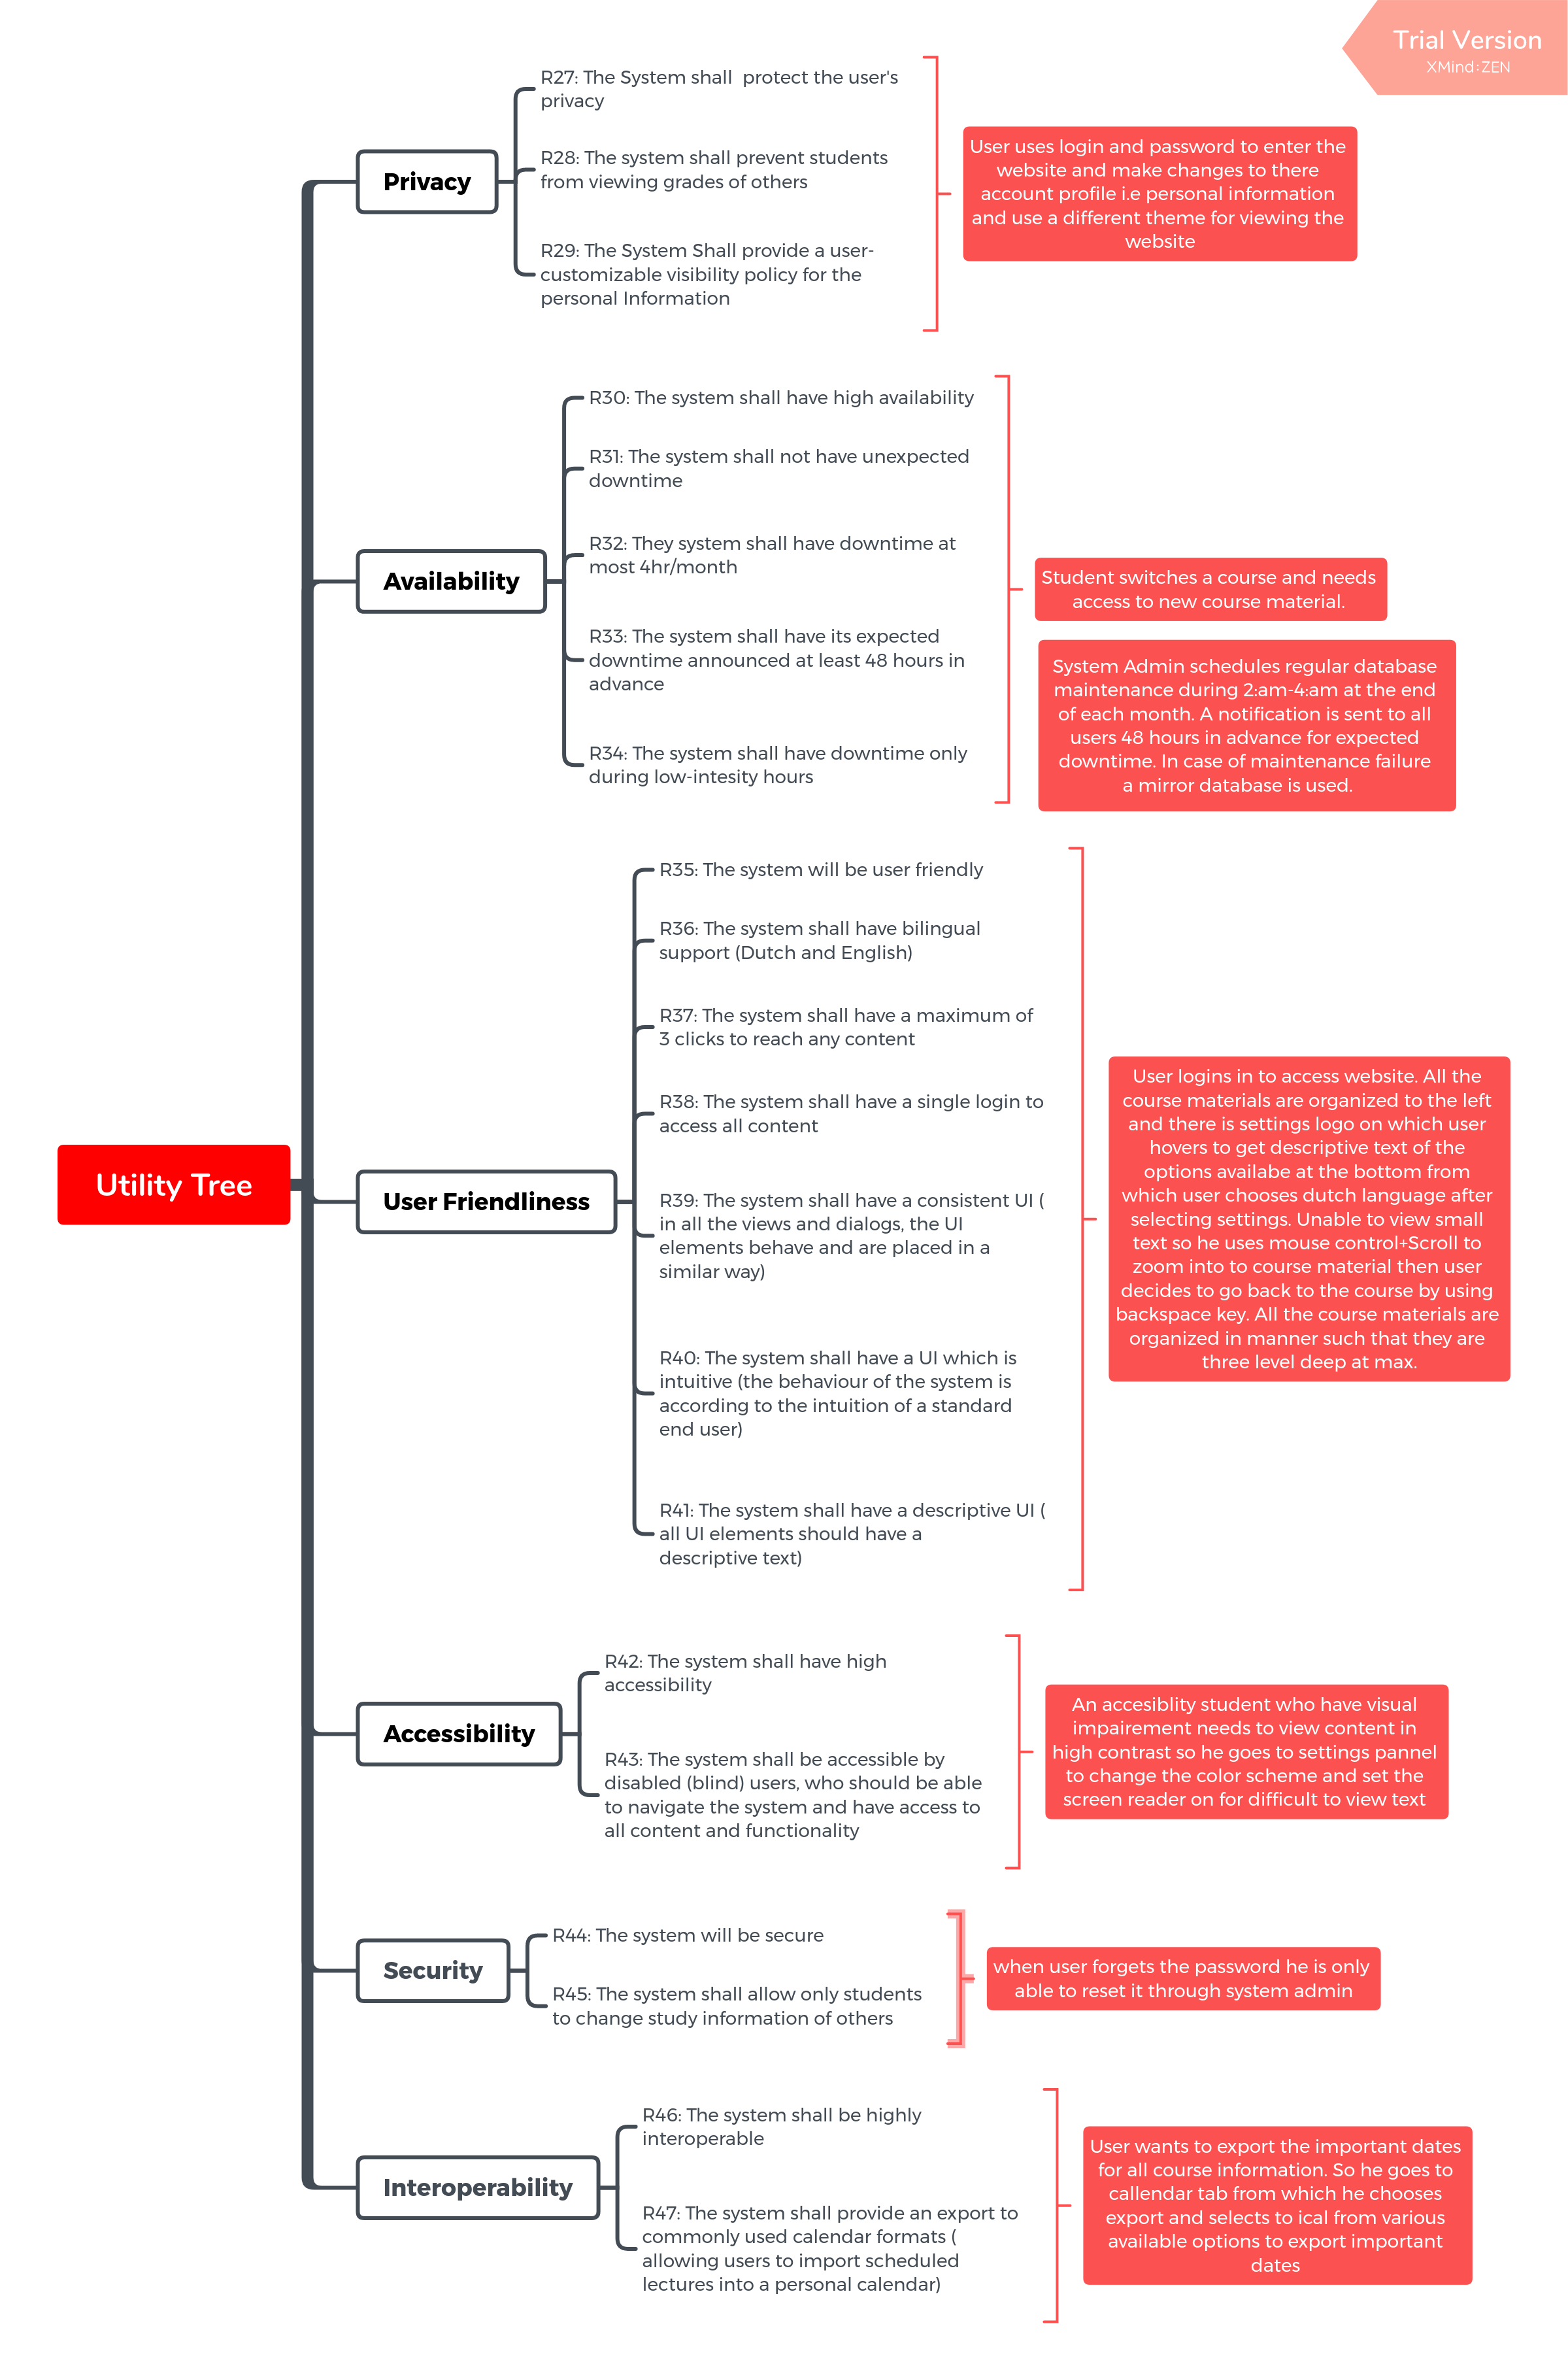 Trial Version
XMind:ZEN
Utility Tree
Privacy
R27: The System shall  protect the user's
privacy
R28: The system shall prevent students
from viewing grades of others
R29: The System Shall provide a user-
customizable visibility policy for the
personal Information
User uses login and password to enter the
website and make changes to there
account profile i.e personal information
and use a different theme for viewing the
website
Availability
R30: The system shall have high availability
R31: The system shall not have unexpected
downtime
R32: They system shall have downtime at
most 4hr/month
R33: The system shall have its expected
downtime announced at least 48 hours in
advance
R34: The system shall have downtime only
during low-intesity hours
Student switches a course and needs
access to new course material.
System Admin schedules regular database
maintenance during 2:am-4:am at the end
of each month. A notification is sent to all
users 48 hours in advance for expected
downtime. In case of maintenance failure
a mirror database is used.
User Friendliness
R35: The system will be user friendly
R36: The system shall have bilingual
support (Dutch and English)
R37: The system shall have a maximum of
3 clicks to reach any content
R38: The system shall have a single login to
access all content
R39: The system shall have a consistent UI (
in all the views and dialogs, the UI
elements behave and are placed in a
similar way)
R40: The system shall have a UI which is
intuitive (the behaviour of the system is
according to the intuition of a standard
end user)
R41: The system shall have a descriptive UI (
all UI elements should have a
descriptive text)
User logins in to access website. All the
course materials are organized to the left
and there is settings logo on which user
hovers to get descriptive text of the
options availabe at the bottom from
which user chooses dutch language after
selecting settings. Unable to view small
text so he uses mouse control+Scroll to
zoom into to course material then user
decides to go back to the course by using
backspace key. All the course materials are
organized in manner such that they are
three level deep at max.
Accessibility
R42: The system shall have high
accessibility
R43: The system shall be accessible by
disabled (blind) users, who should be able
to navigate the system and have access to
all content and functionality
An accesiblity student who have visual
impairement needs to view content in
high contrast so he goes to settings pannel
to change the color scheme and set the
screen reader on for difficult to view text
Security
R44: The system will be secure
R45: The system shall allow only students
to change study information of others
when user forgets the password he is only
able to reset it through system admin
Interoperability
R46: The system shall be highly
interoperable
R47: The system shall provide an export to
commonly used calendar formats (
allowing users to import scheduled
lectures into a personal calendar)
User wants to export the important dates
for all course information. So he goes to
callendar tab from which he chooses
export and selects to ical from various
available options to export important
dates